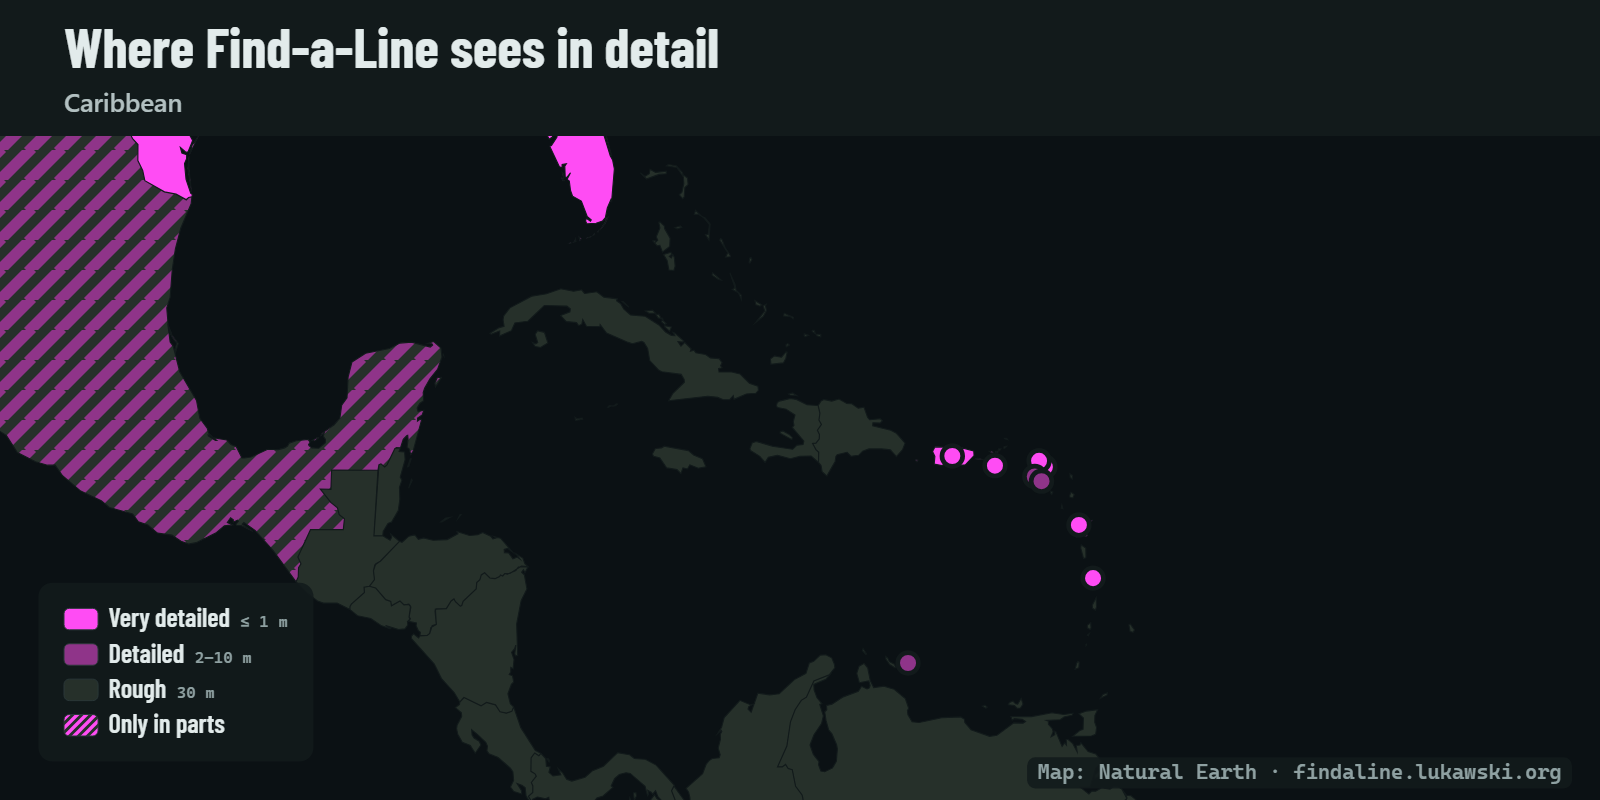 Where Find-a-Line sees in detail
Caribbean
Very detailed ≤ 1 m
Detailed 2–10 m
Rough 30 m
Only in parts
Map: Natural Earth · findaline.lukawski.org